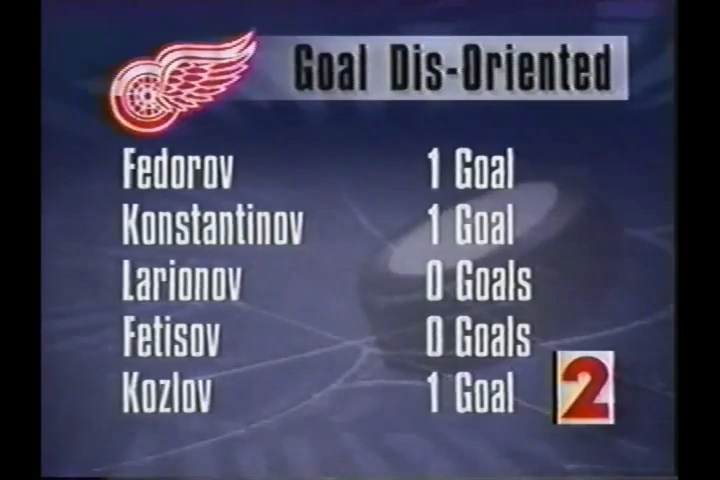 Goal Dis-Oriented
Fedorov 1 Goal
Konstantinov 1 Goal
Larionov 0 Goals
Fetisov 0 Goals
Kozlov 1 Goal
2